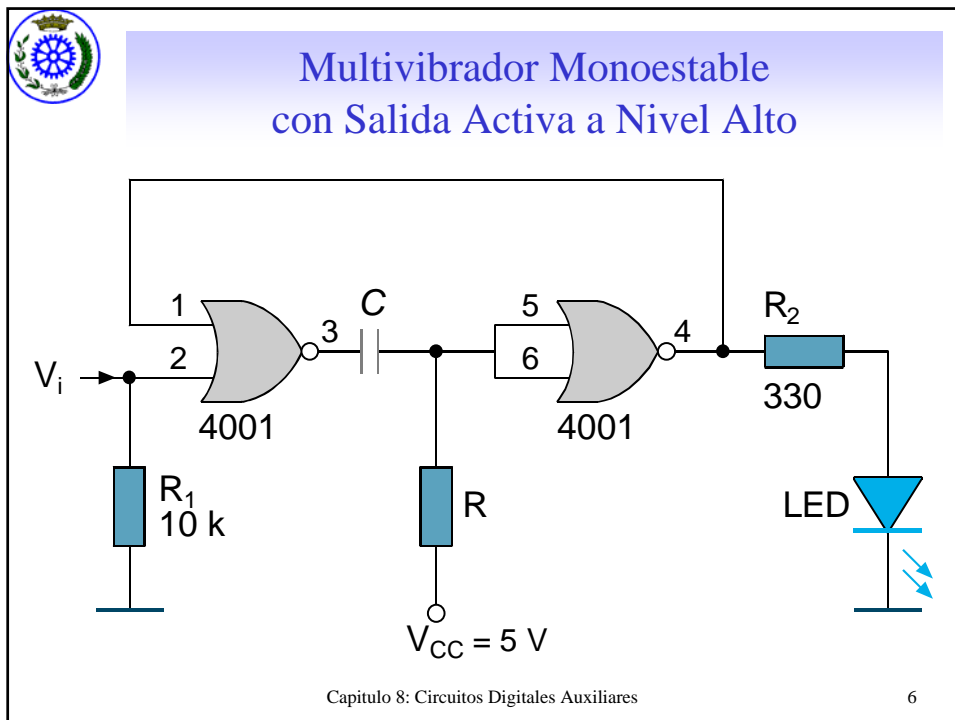 Multivibrador Monoestable
con Salida Activa a Nivel Alto
1
2
3
C
5
6
4
R2
330
Vi
4001
4001
R1
10 k
R
LED
VCC = 5 V
Capitulo 8: Circuitos Digitales Auxiliares
6